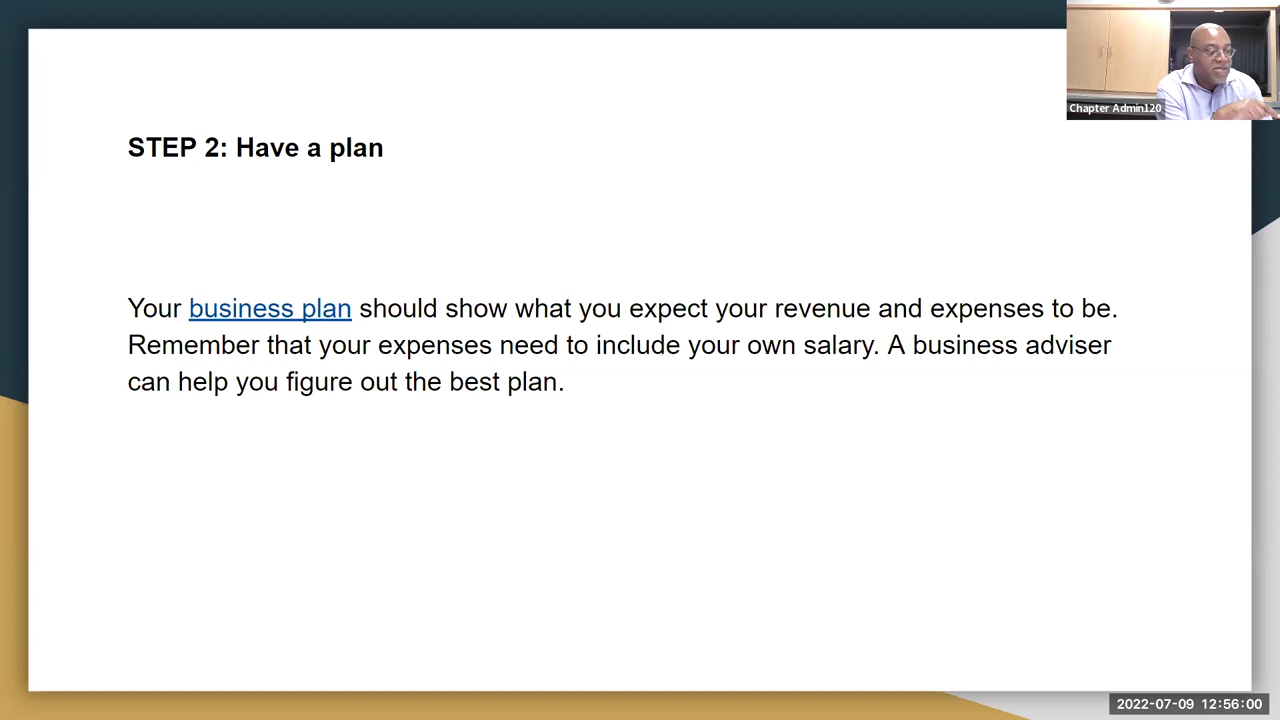 Chapter Admin120
STEP 2: Have a plan
Your business plan should show what you expect your revenue and expenses to be.
Remember that your expenses need to include your own salary. A business adviser
can help you figure out the best plan.
2022-07-09 12:56:00